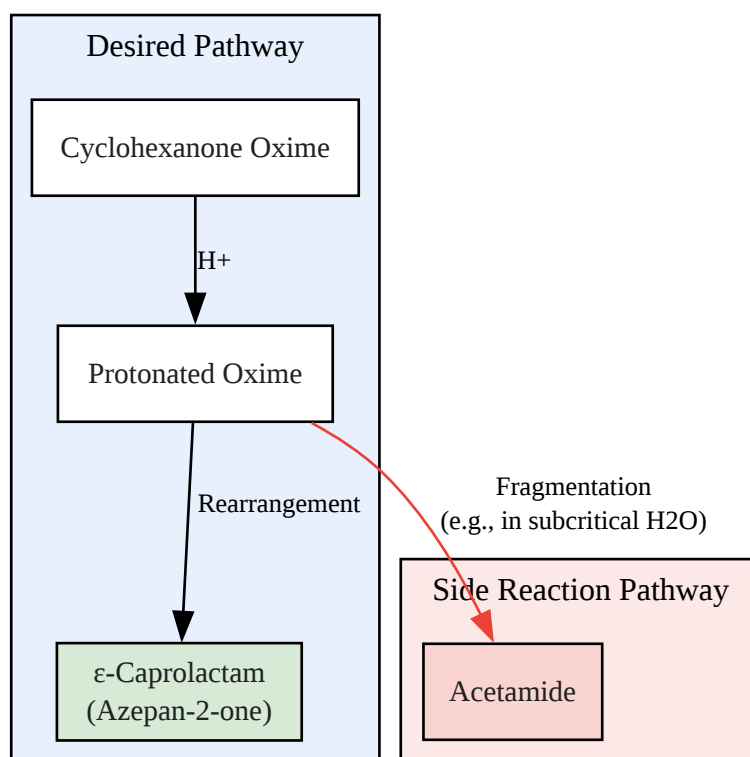 Desired Pathway
Cyclohexanone Oxime
H+
Protonated Oxime
Rearrangement
Fragmentation
(e.g., in subcritical H2O)
Side Reaction Pathway
ε-Caprolactam
(Azepan-2-one)
Acetamide